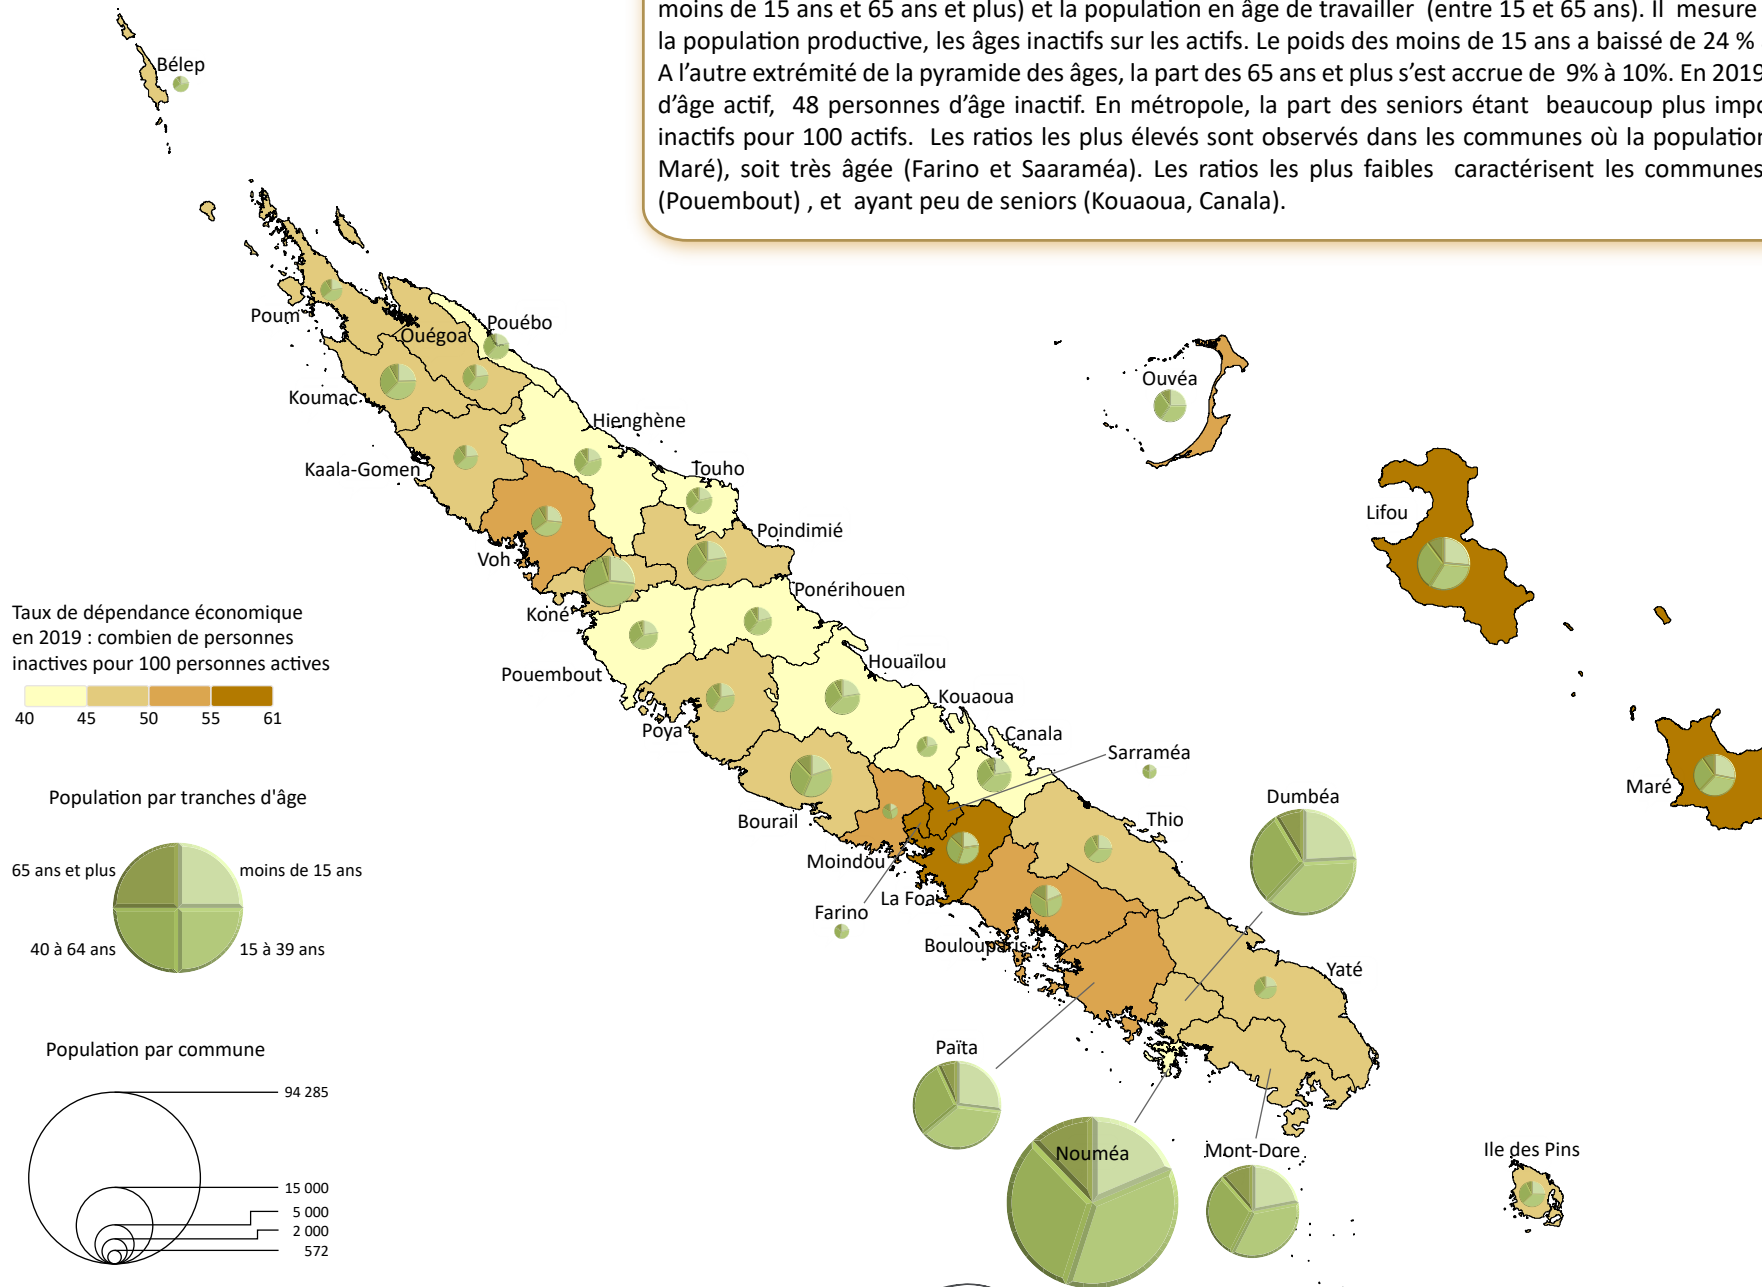 moins de 15 ans et 65 ans et plus) et la population en âge de travailler (entre 15 et 65 ans). Il mesure
la population productive, les âges inactifs sur les actifs. Le poids des moins de 15 ans a baissé de 24 %
A l’autre extrémité de la pyramide des âges, la part des 65 ans et plus s’est accrue de 9% à 10%. En 2019
d’âge actif, 48 personnes d’âge inactif. En métropole, la part des seniors étant beaucoup plus impo
inactifs pour 100 actifs. Les ratios les plus élevés sont observés dans les communes où la population
Maré), soit très âgée (Farino et Saaraméa). Les ratios les plus faibles caractérisent les communes
(Pouembout) , et ayant peu de seniors (Kouaoua, Canala).
Bélep
Poum
Ouégoa
Pouébo
Koumac
Hienghène
Kaala-Gomen
Touho
Voh
Poindimié
Koné
Ponérihouen
Pouembout
Houaïlou
Poya
Kouaoua
Canala
Sarraméa
Bourail
Moindou
Thio
Dumbéa
Farino
La Foa
Boulouparis
Yaté
Païta
Nouméa
Mont-Dore
Ile des Pins
Ouvéa
Lifou
Maré
Taux de dépendance économique
en 2019 : combien de personnes
inactives pour 100 personnes actives
40 45 50 55 61
Population par tranches d'âge
65 ans et plus
moins de 15 ans
40 à 64 ans
15 à 39 ans
Population par commune
94 285
15 000
5 000
2 000
572